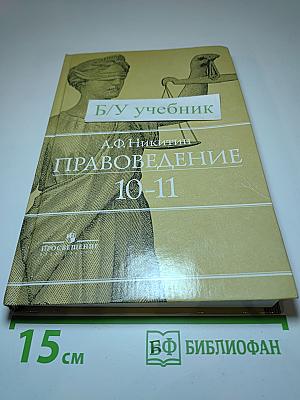 Б/У учебник
А.Ф.Никитин
ПРАВОВЕДЕНИЕ
10-11
ПРОСВЕЩЕНИЕ
15 см
БФ БИБЛИОФАН